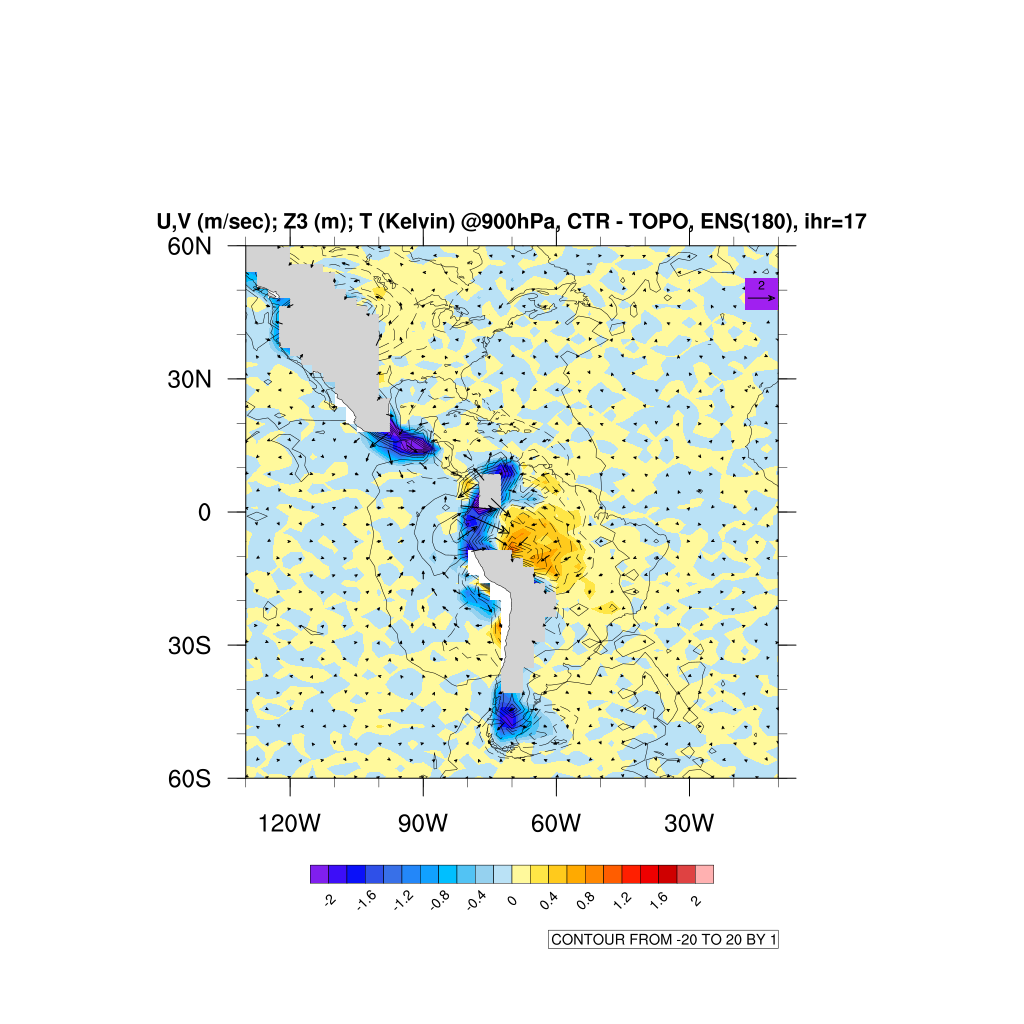 U,V (m/sec); Z3 (m); T (Kelvin) @900hPa, CTR - TOPO, ENS(180), ihr=17
60N
2
30N
0
30S
60S
120W 90W 60W 30W
-2 -1.6 -1.2 -0.8 -0.4 0 0.4 0.8 1.2 1.6 2
CONTOUR FROM -20 TO 20 BY 1